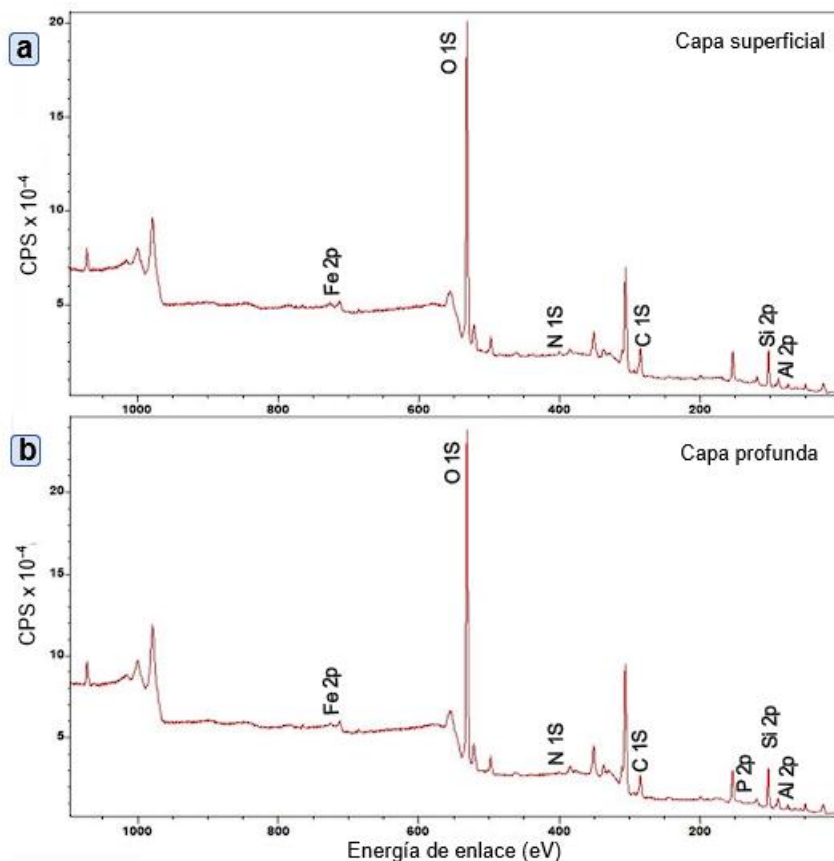 a
Capa superficial
CPS x 10⁻⁴
20
15
10
5
O 1S
Fe 2p
N 1S
C 1S
Si 2p
Al 2p
1000
800
600
400
200
b
Capa profunda
CPS x 10⁻⁴
20
15
10
5
O 1S
Fe 2p
N 1S
C 1S
P 2p
Si 2p
Al 2p
1000
800
600
400
200
Energía de enlace (eV)